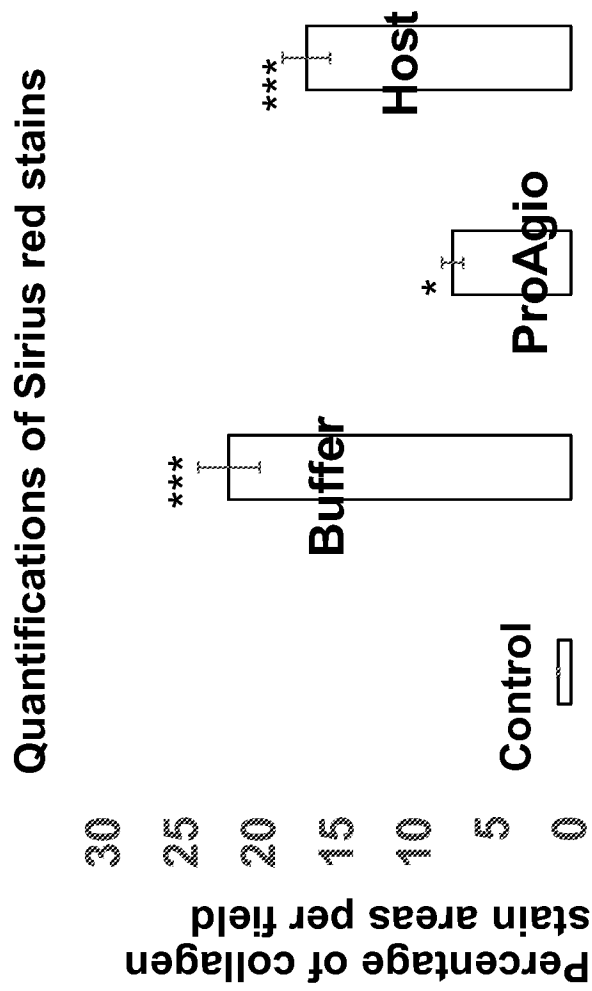 Quantifications of Sirius red stains
Percentage of collagen
stain areas per field
30
25
20
15
10
5
0
Control
Buffer
***
ProAgio
*
Host
***